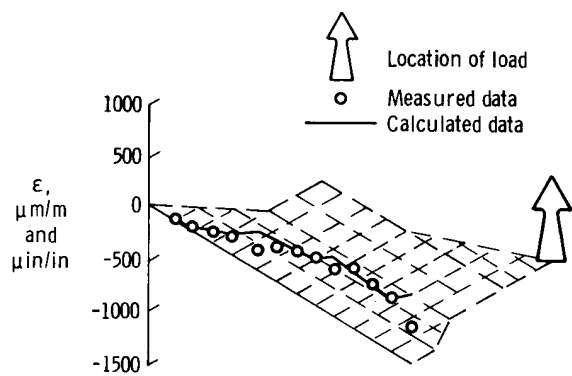 Location of load
Measured data
Calculated data
1000
500
0
-500
-1000
-1500
ε,
μm/m
and
μin/in